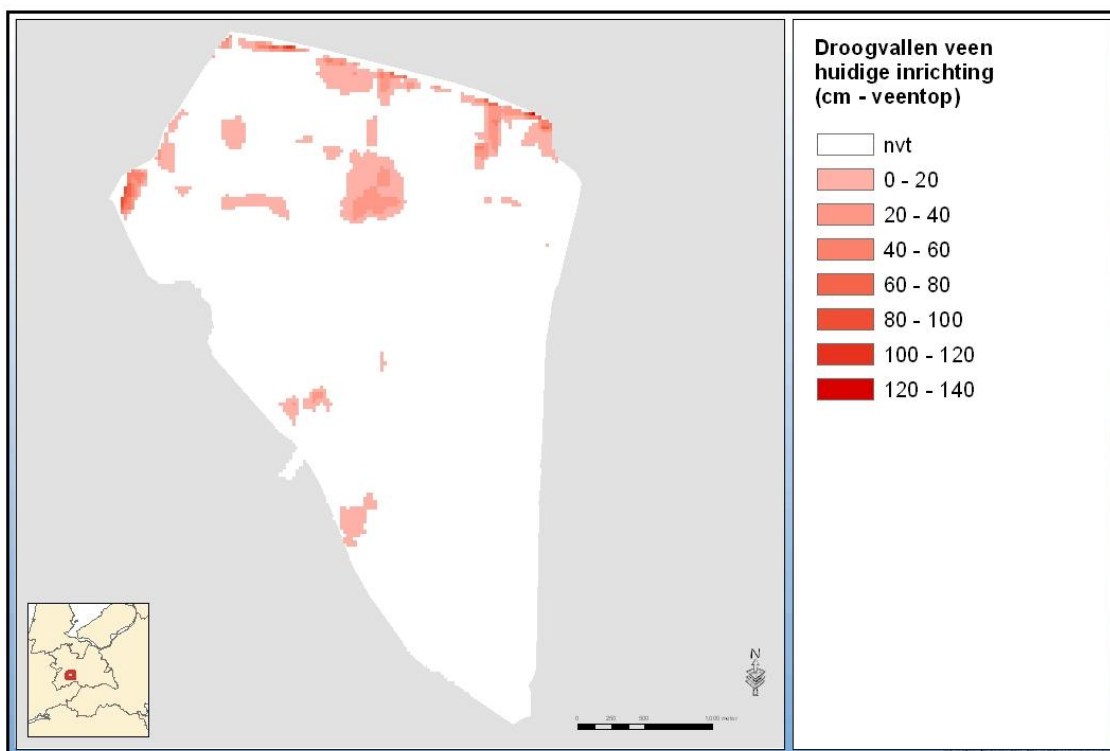 Droogvallen veen
huidige inrichting
(cm - veentop)
nvt
0 - 20
20 - 40
40 - 60
60 - 80
80 - 100
100 - 120
120 - 140
N
0 250 500 1.000 meter